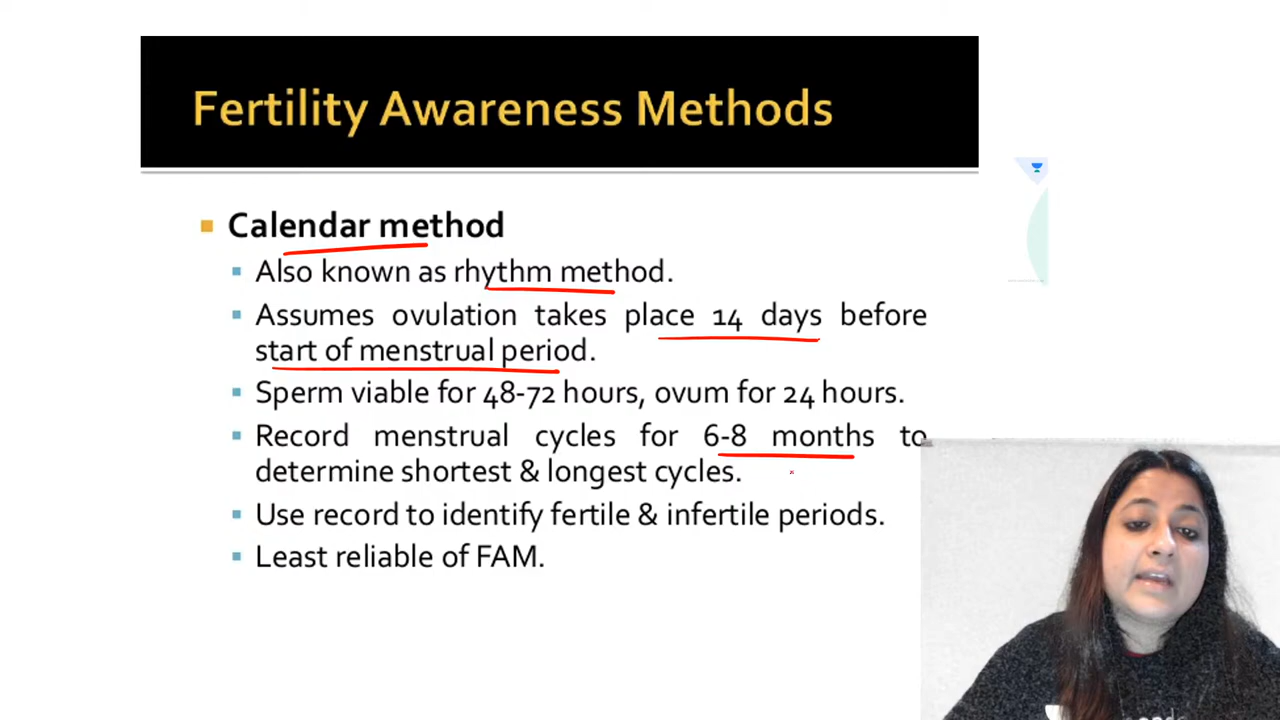 Fertility Awareness Methods
Calendar method
Also known as rhythm method.
Assumes ovulation takes place 14 days before
start of menstrual period.
Sperm viable for 48-72 hours, ovum for 24 hours.
Record menstrual cycles for 6-8 months to
determine shortest & longest cycles.
Use record to identify fertile & infertile periods.
Least reliable of FAM.